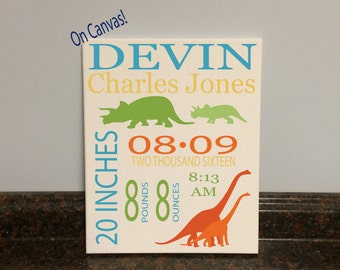 On Canvas!
DEVIN
Charles Jones
08•09
TWO THOUSAND SIXTEEN
20 INCHES
8 POUNDS
8 OUNCES
8:13
AM